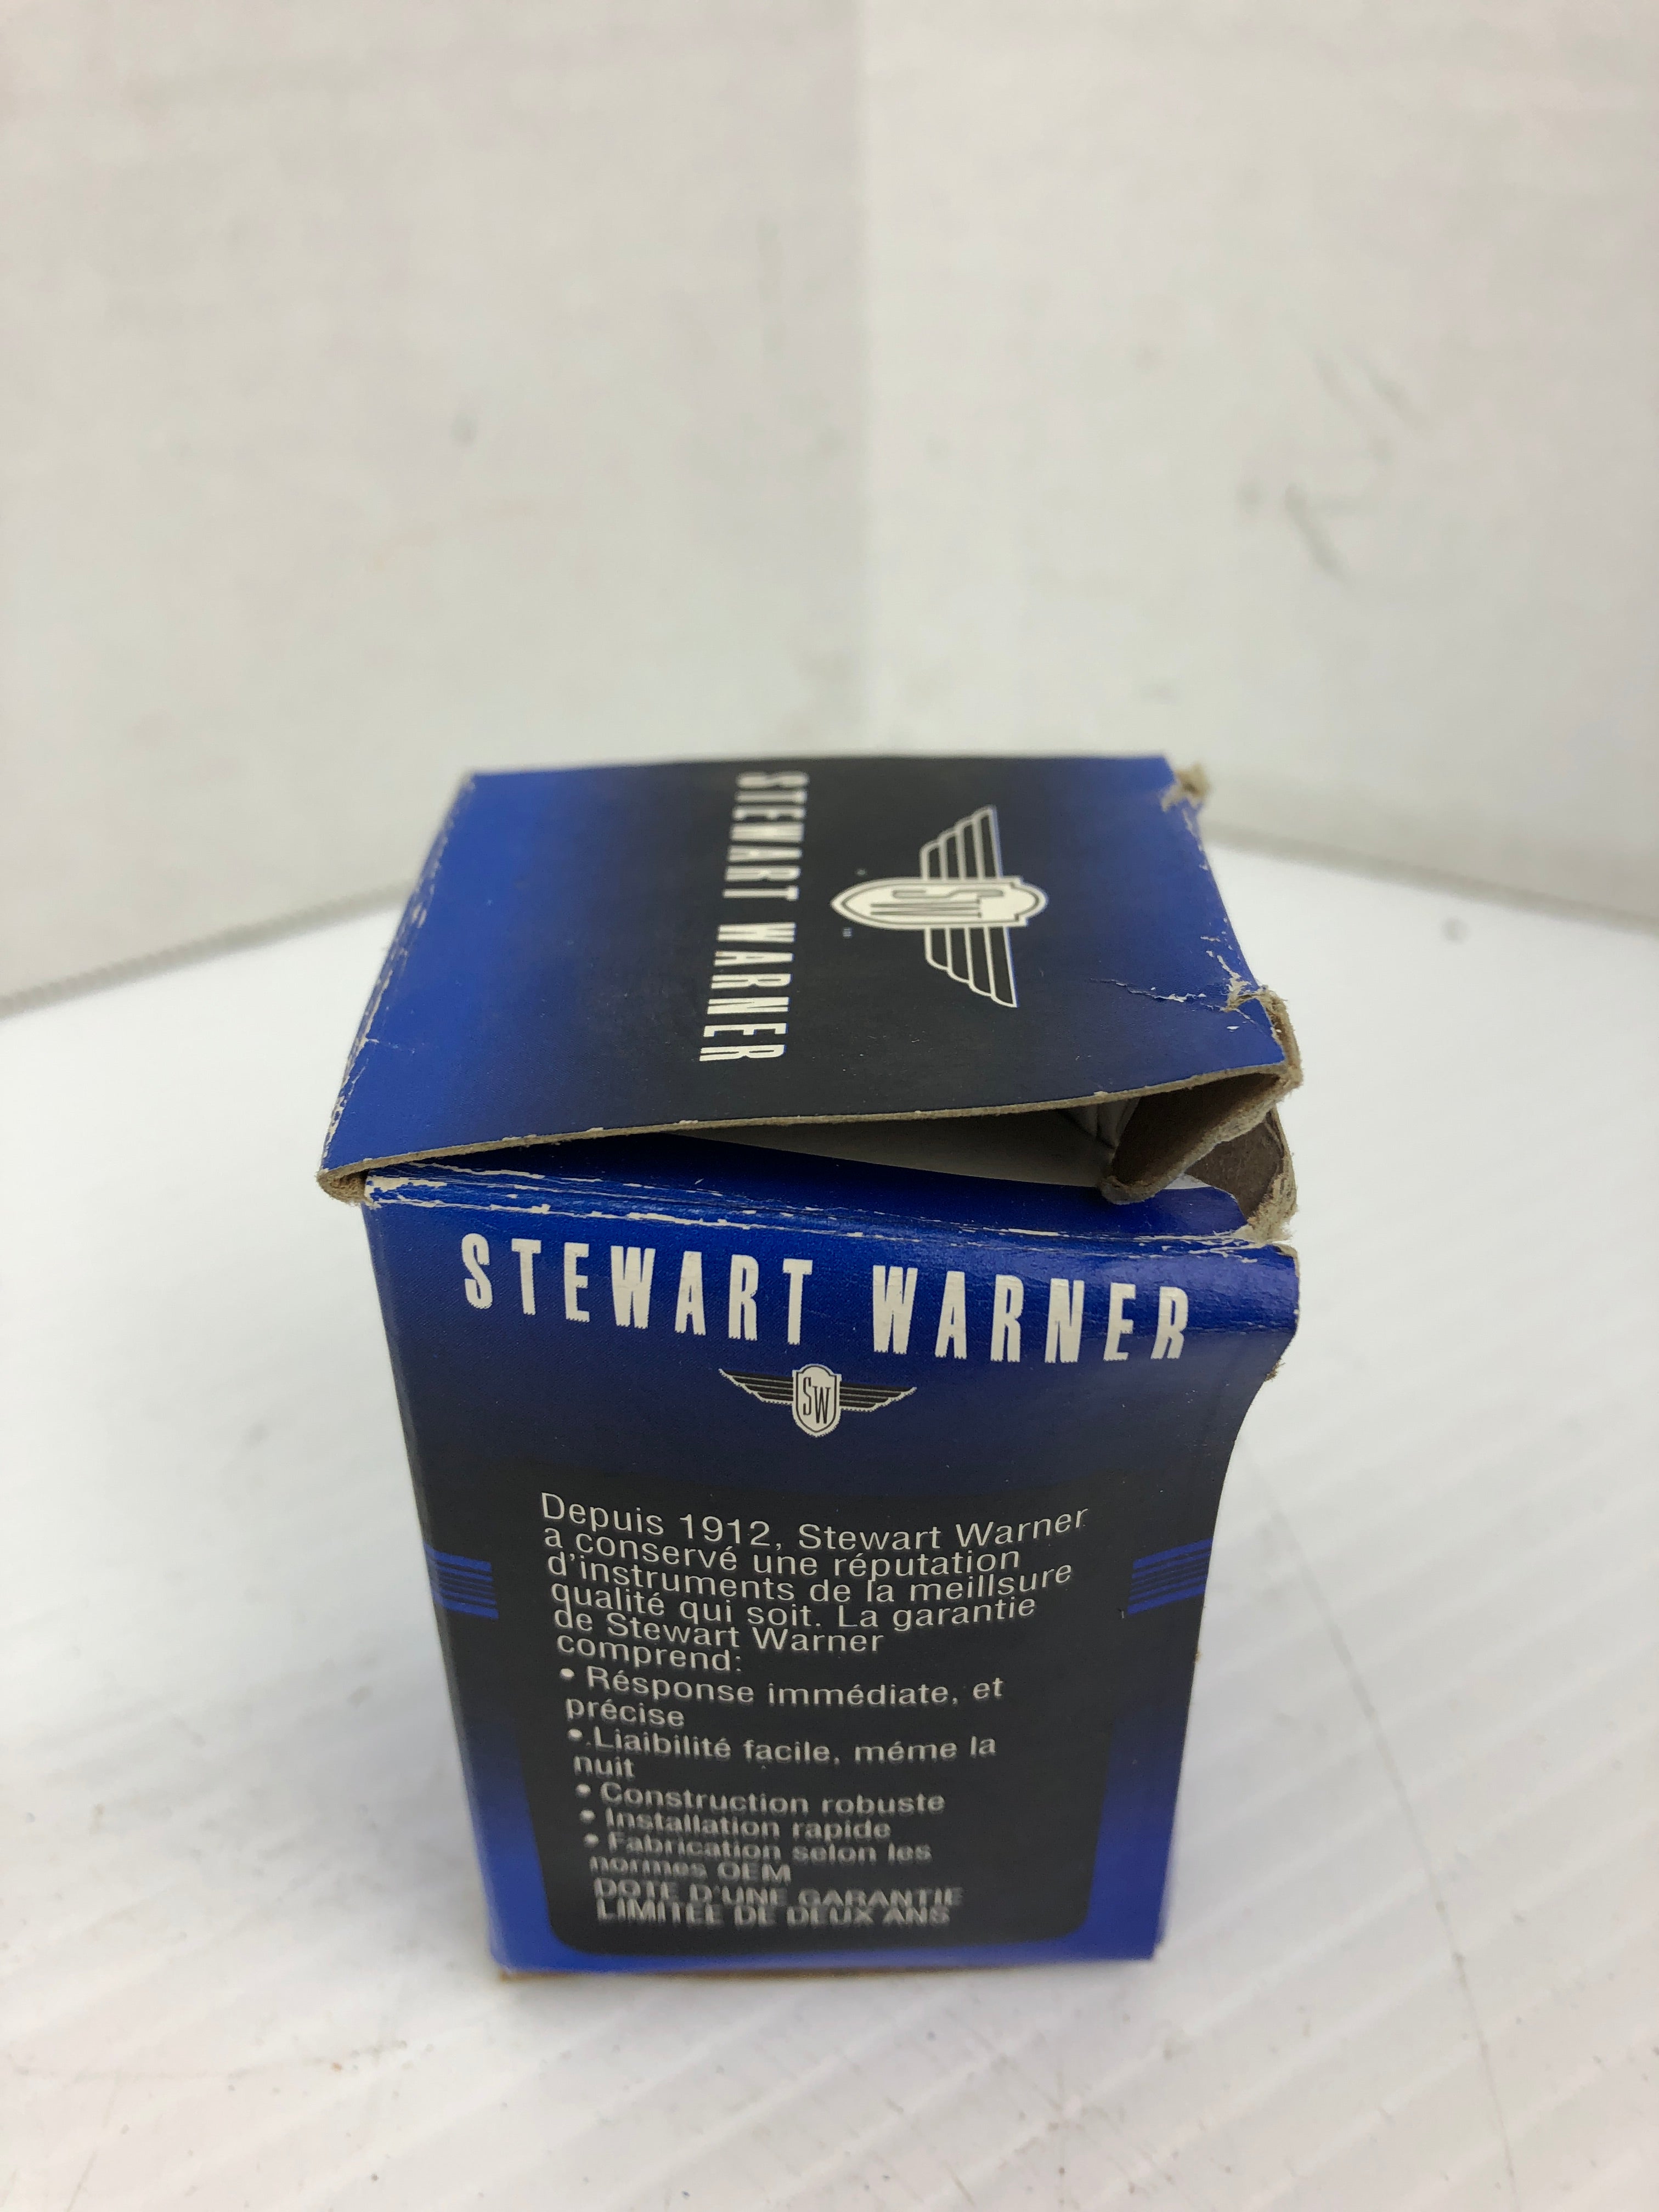 STEWART WARNER
SW
STEWART WARNER
SW
Depuis 1912, Stewart Warner
a conservé une réputation
d'instruments de la meillsure
qualité qui soit. La garantie
de Stewart Warner
comprend:
• Résponse immédiate, et
précise
• Liaibilité facile, méme la
nuit
• Construction robuste
• Installation rapide
• Fabrication selon les
normes OEM
DOTE D'UNE GARANTIE
LIMITEE DE DEUX ANS